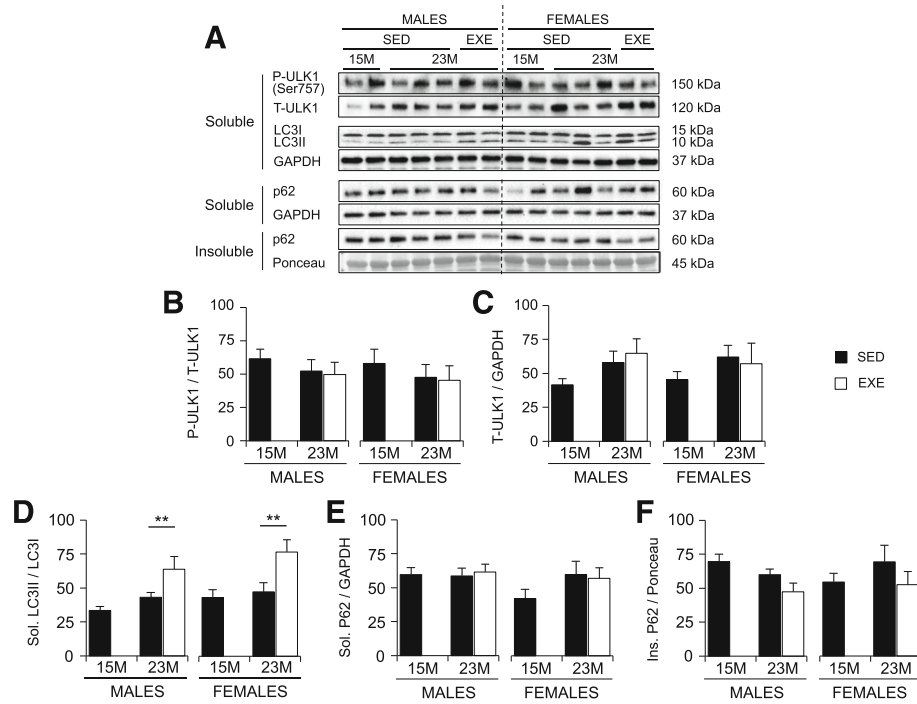 A
MALES FEMALES
SED EXE SED EXE
15M 23M 15M 23M
Soluble
P-ULK1
(Ser757) 150 kDa
T-ULK1 120 kDa
LC3I 15 kDa
LC3II 10 kDa
GAPDH 37 kDa
Soluble
p62 60 kDa
GAPDH 37 kDa
Insoluble
p62 60 kDa
Ponceau 45 kDa
B
P-ULK1 / T-ULK1
100
75
50
25
0
15M 23M 15M 23M
MALES FEMALES
C
T-ULK1 / GAPDH
100
75
50
25
0
15M 23M 15M 23M
MALES FEMALES
SED
EXE
D
Sol. LC3II / LC3I
100
75
50
25
0
** **
15M 23M 15M 23M
MALES FEMALES
E
Sol. P62 / GAPDH
100
75
50
25
0
15M 23M 15M 23M
MALES FEMALES
F
Ins. P62 / Ponceau
100
75
50
25
0
15M 23M 15M 23M
MALES FEMALES